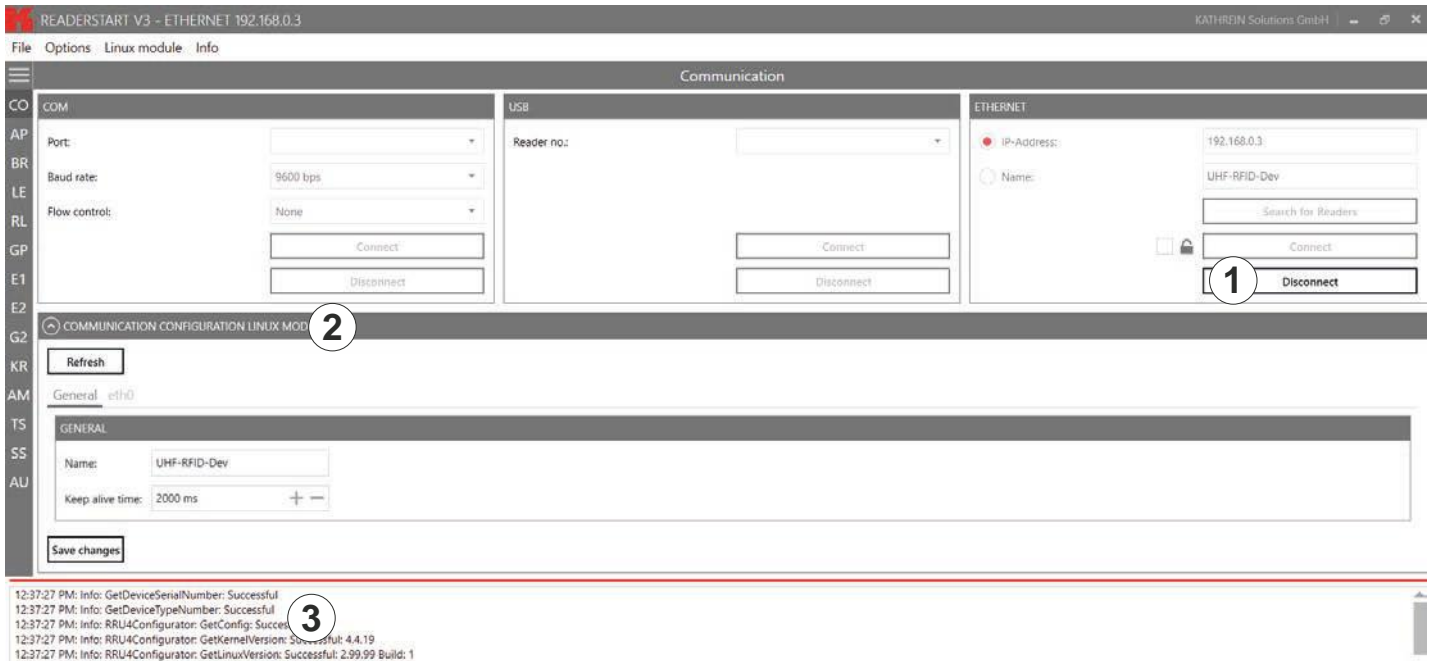 READERSTART V3 - ETHERNET 192.168.0.3 KATHREIN Solutions GmbH
File Options Linux module Info
Communication
CO COM USB ETHERNET
AP Port: Reader no.: IP-Address: 192.168.0.3
BR
Baud rate: 9600 bps Name: UHF-RFID-Dev
LE
RL Flow control: None Search for Readers
GP Connect Connect Connect
E1 Disconnect Disconnect 1 Disconnect
E2
COMMUNICATION CONFIGURATION LINUX MOD 2
G2
KR Refresh
AM General eth0
TS GENERAL
SS Name: UHF-RFID-Dev
AU
Keep alive time: 2000 ms
Save changes
12:37:27 PM: Info: GetDeviceSerialNumber: Successful
12:37:27 PM: Info: GetDeviceTypeNumber: Successful
12:37:27 PM: Info: RRU4Configurator: GetConfig: Succes 3
12:37:27 PM: Info: RRU4Configurator: GetKernelVersion: Successful: 4.4.19
12:37:27 PM: Info: RRU4Configurator: GetLinuxVersion: Successful: 2.99.99 Build: 1